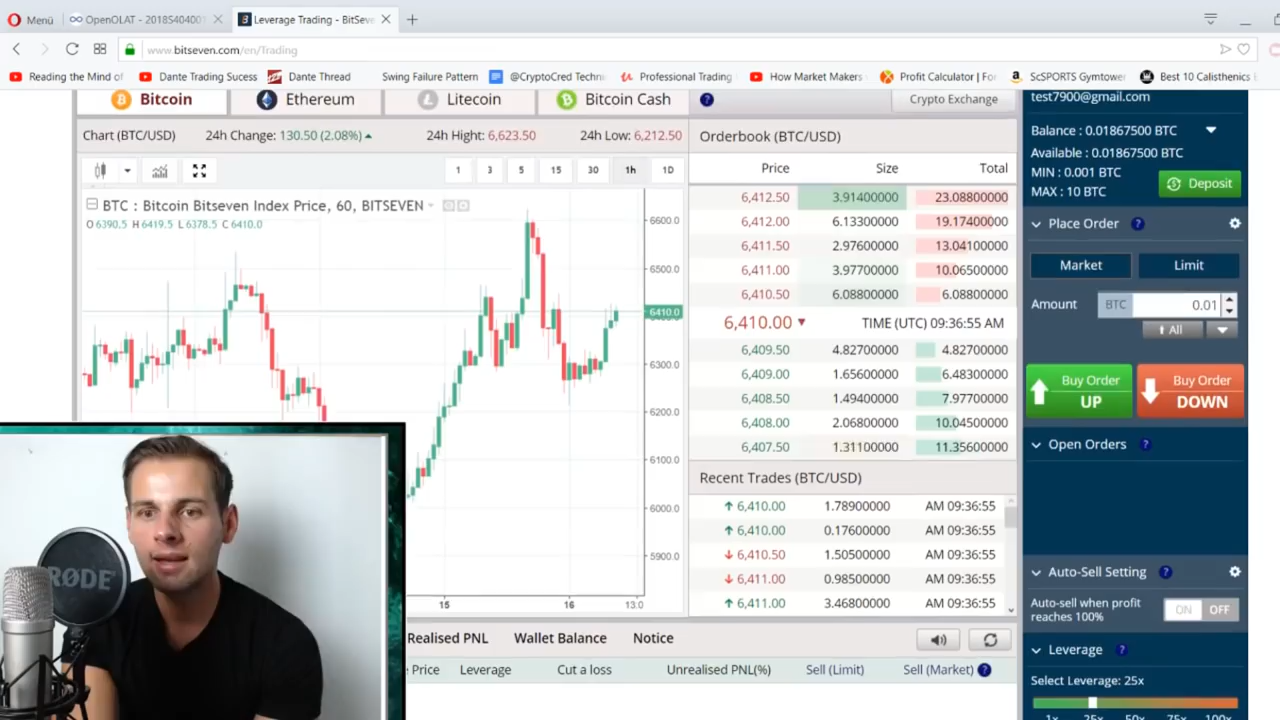 Menü
OpenOLAT - 2018S404001
Leverage Trading - BitSeve
www.bitseven.com/en/Trading
Reading the Mind of
Dante Trading Sucess
Dante Thread
Swing Failure Pattern
@CryptoCred Techni
Professional Trading
How Market Makers
Profit Calculator | Fo
ScSPORTS Gymtower
Best 10 Calisthenics
Bitcoin
Ethereum
Litecoin
Bitcoin Cash
?
Crypto Exchange
test7900@gmail.com
Chart (BTC/USD)
24h Change: 130.50 (2.08%)
24h Hight: 6,623.50
24h Low: 6,212.50
Orderbook (BTC/USD)
Balance : 0.01867500 BTC
Available : 0.01867500 BTC
MIN : 0.001 BTC
MAX : 10 BTC
Deposit
1 3 5 15 30 1h 1D
BTC : Bitcoin Bitseven Index Price, 60, BITSEVEN
O 6390.5 H 6419.5 L 6378.5 C 6410.0
6600.0
6500.0
6410.0
6300.0
6200.0
6100.0
6000.0
5900.0
15 16 13:0
Price Size Total
6,412.50 3.91400000 23.08800000
6,412.00 6.13300000 19.17400000
6,411.50 2.97600000 13.04100000
6,411.00 3.97700000 10.06500000
6,410.50 6.08800000 6.08800000
6,410.00 TIME (UTC) 09:36:55 AM
6,409.50 4.82700000 4.82700000
6,409.00 1.65600000 6.48300000
6,408.50 1.49400000 7.97700000
6,408.00 2.06800000 10.04500000
6,407.50 1.31100000 11.35600000
Recent Trades (BTC/USD)
6,410.00 1.78900000 AM 09:36:55
6,410.00 0.17600000 AM 09:36:55
6,410.50 1.50500000 AM 09:36:55
6,411.00 0.98500000 AM 09:36:55
6,411.00 3.46800000 AM 09:36:55
Place Order ?
Market
Limit
Amount BTC 0.01
All
Buy Order UP
Buy Order DOWN
Open Orders ?
Auto-Sell Setting ?
Auto-sell when profit
reaches 100%
ON OFF
Leverage ?
Select Leverage: 25x
1x 25x 50x 75x 100x
RØDE
Realised PNL
Wallet Balance
Notice
Price
Leverage
Cut a loss
Unrealised PNL(%)
Sell (Limit)
Sell (Market) ?